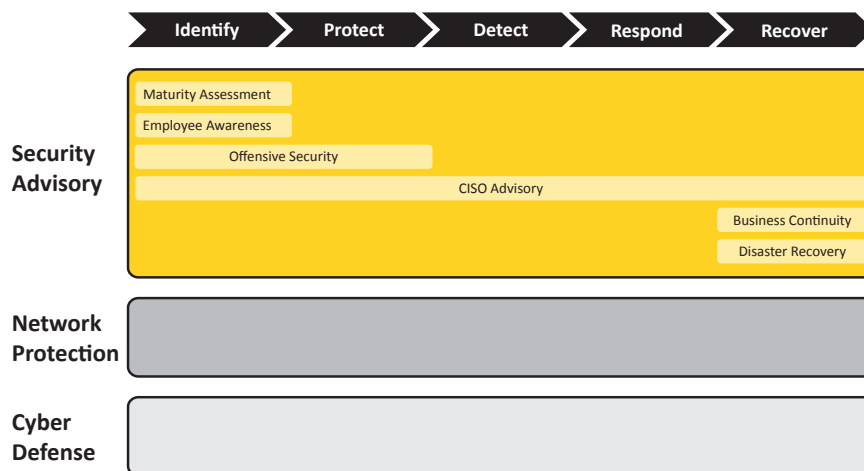 Identify
Protect
Detect
Respond
Recover
Security
Advisory
Maturity Assessment
Employee Awareness
Offensive Security
CISO Advisory
Business Continuity
Disaster Recovery
Network
Protection
Cyber
Defense